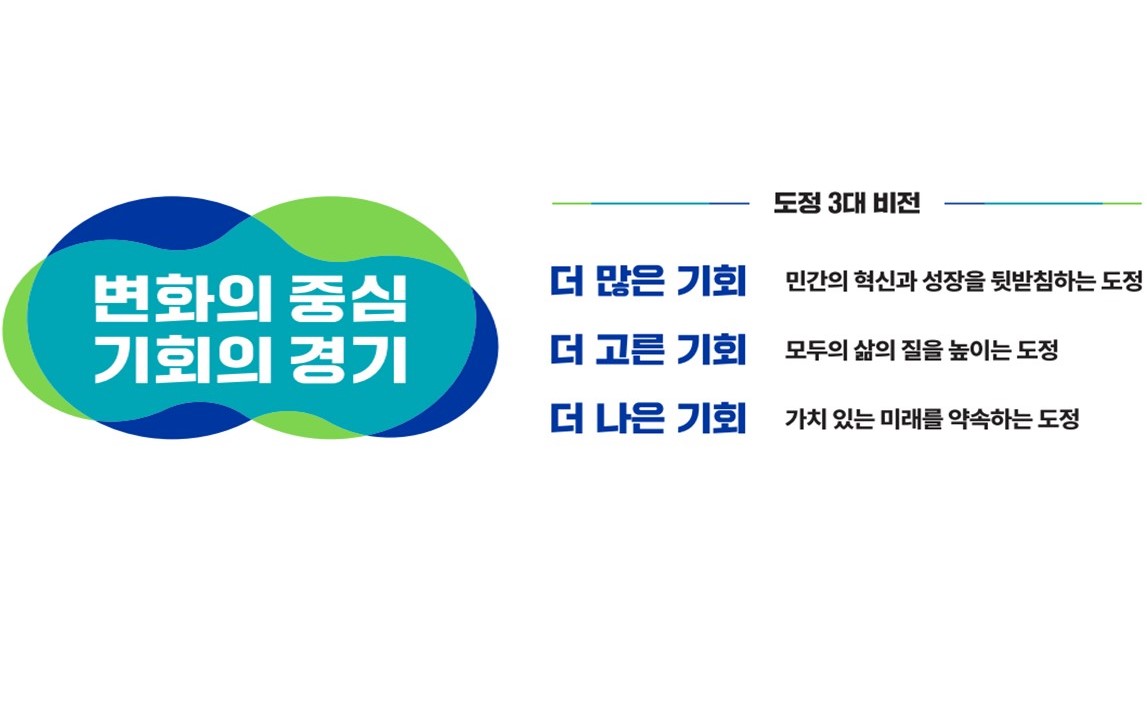 변화의 중심
기회의 경기
도정 3대 비전
더 많은 기회 민간의 혁신과 성장을 뒷받침하는 도정
더 고른 기회 모두의 삶의 질을 높이는 도정
더 나은 기회 가치 있는 미래를 약속하는 도정